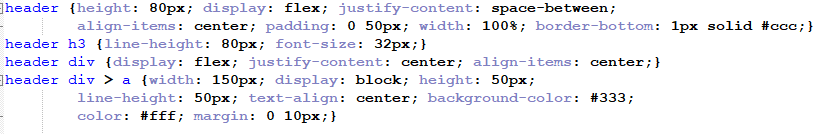 header {height: 80px; display: flex; justify-content: space-between;
align-items: center; padding: 0 50px; width: 100%; border-bottom: 1px solid #ccc;}
header h3 {line-height: 80px; font-size: 32px;}
header div {display: flex; justify-content: center; align-items: center;}
header div > a {width: 150px; display: block; height: 50px;
line-height: 50px; text-align: center; background-color: #333;
color: #fff; margin: 0 10px;}